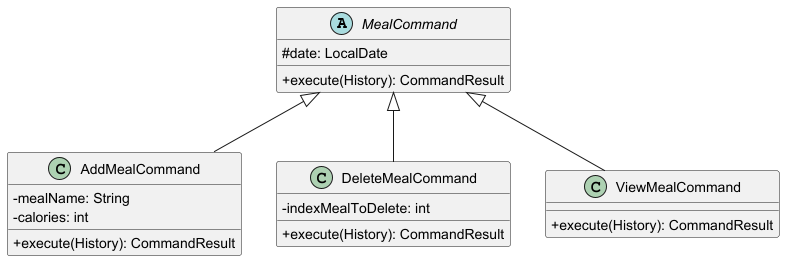 A MealCommand
#date: LocalDate
+execute(History): CommandResult
C AddMealCommand
-mealName: String
-calories: int
+execute(History): CommandResult
C DeleteMealCommand
-indexMealToDelete: int
+execute(History): CommandResult
C ViewMealCommand
+execute(History): CommandResult